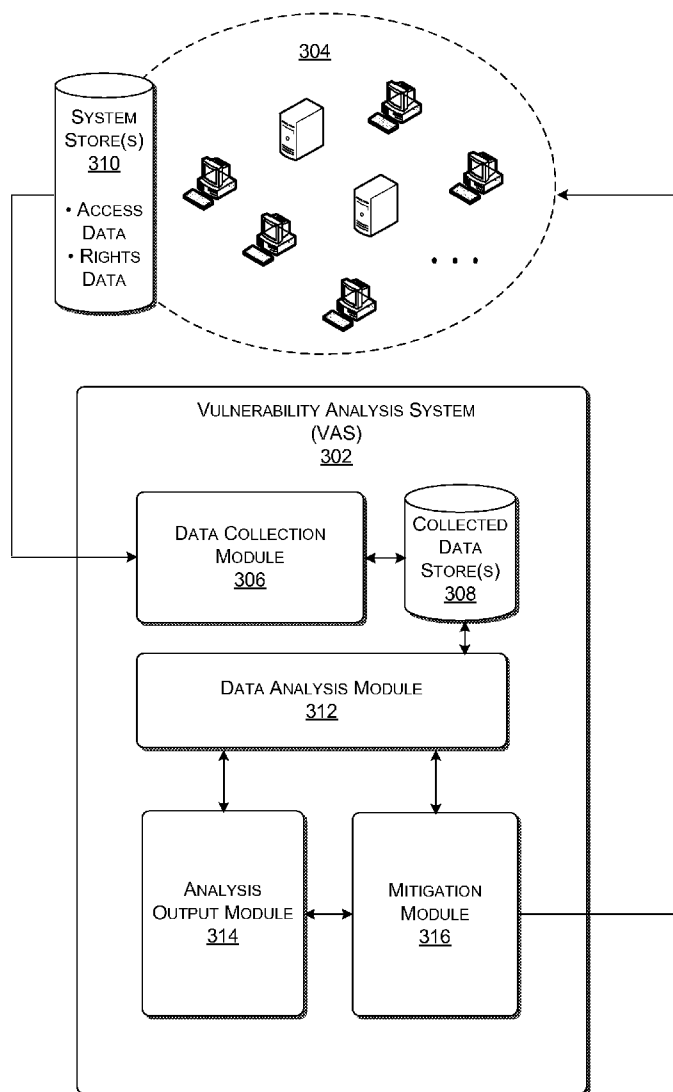 304
SYSTEM
STORE(S)
310
• ACCESS
DATA
• RIGHTS
DATA
. . .
VULNERABILITY ANALYSIS SYSTEM
(VAS)
302
DATA COLLECTION
MODULE
306
COLLECTED
DATA
STORE(S)
308
DATA ANALYSIS MODULE
312
ANALYSIS
OUTPUT MODULE
314
MITIGATION
MODULE
316